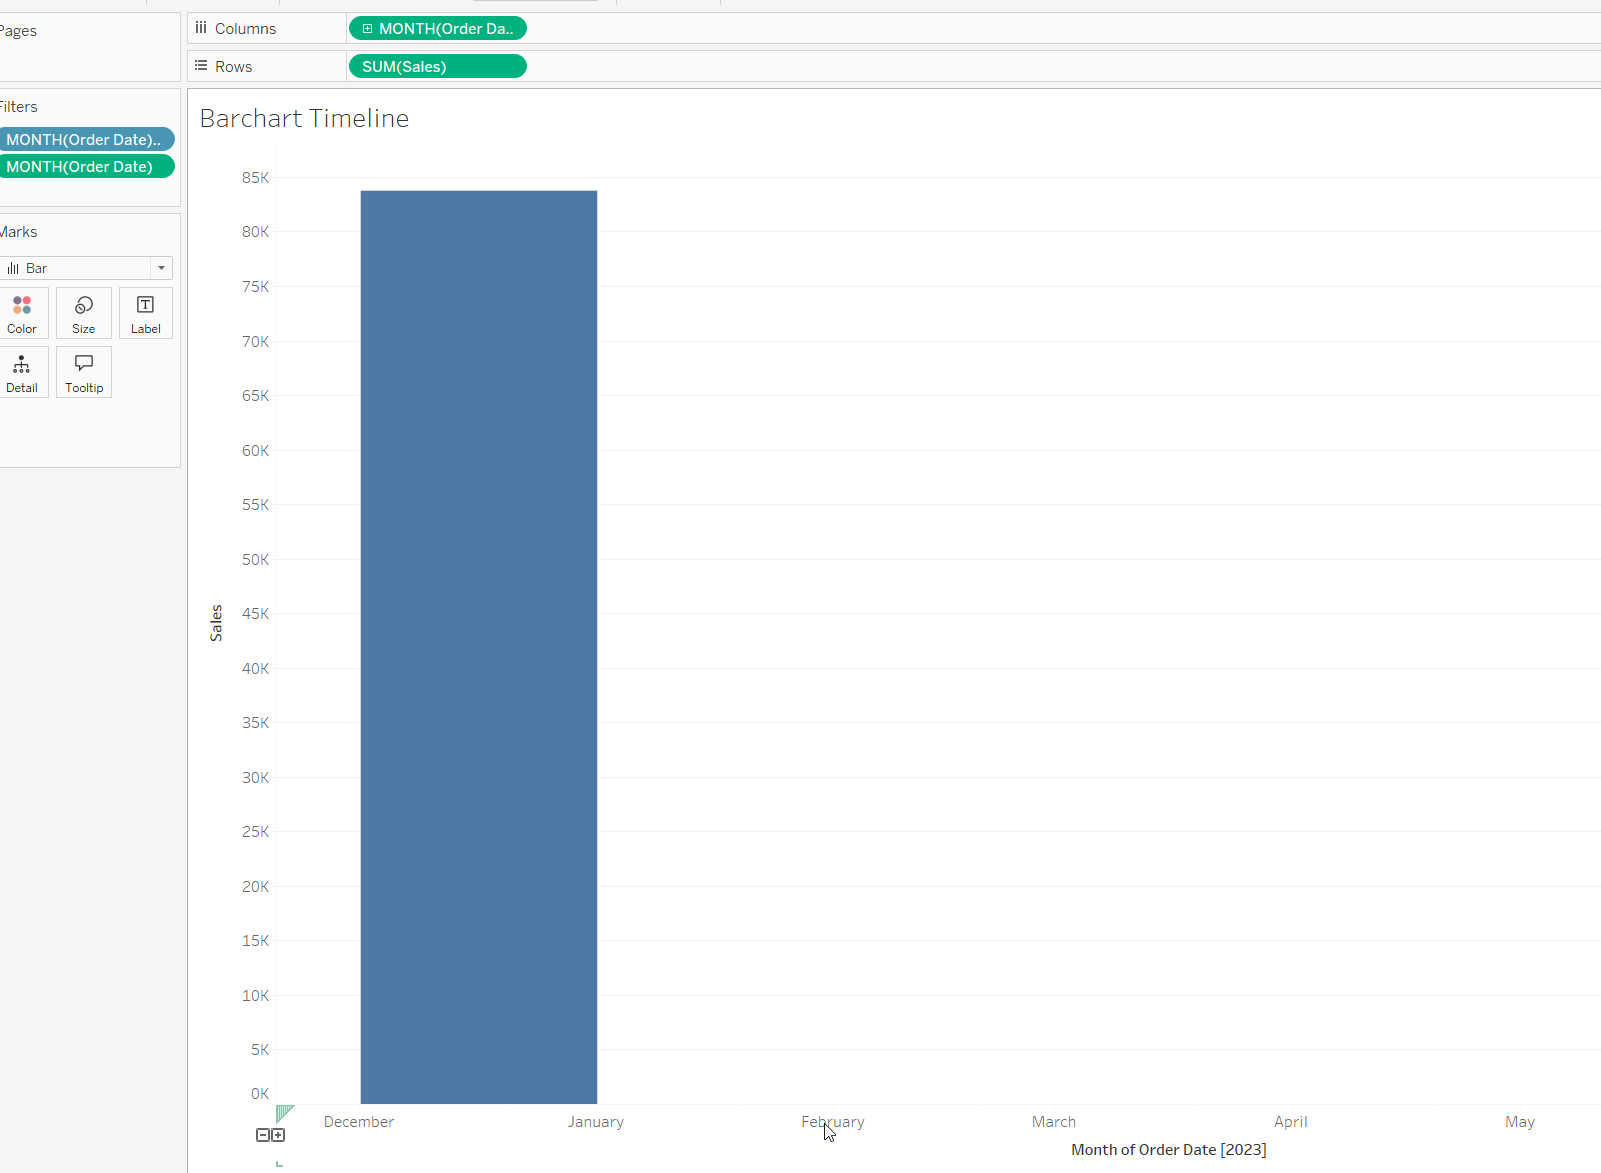 Pages
Columns
MONTH(Order Da..
Rows
SUM(Sales)
Filters
MONTH(Order Date)..
MONTH(Order Date)
Marks
Bar
Color
Size
Label
Detail
Tooltip
Barchart Timeline
Sales
85K
80K
75K
70K
65K
60K
55K
50K
45K
40K
35K
30K
25K
20K
15K
10K
5K
0K
December
January
February
March
April
May
Month of Order Date [2023]